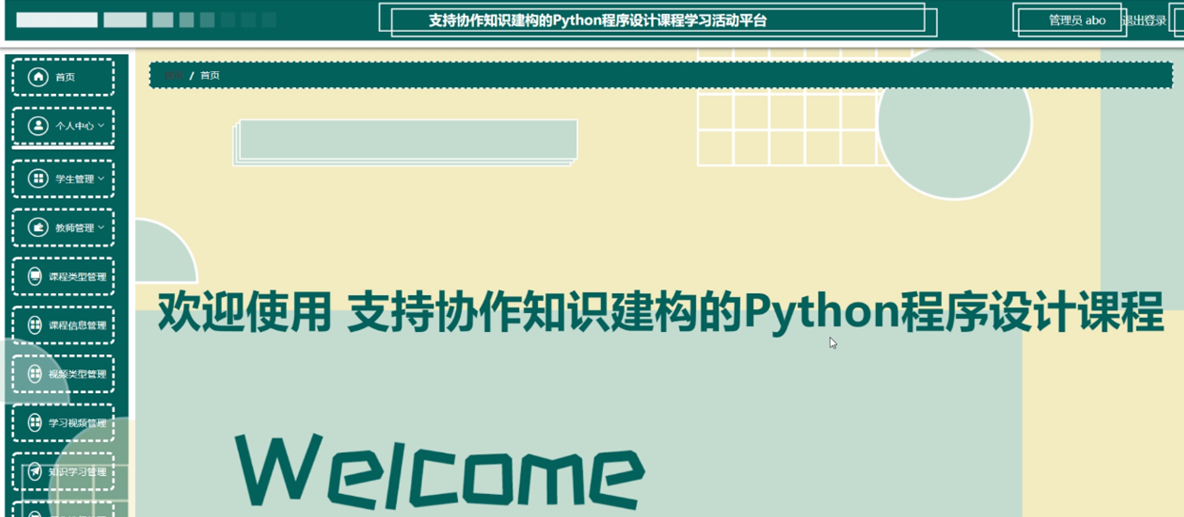 支持协作知识建构的Python程序设计课程学习活动平台
管理员 abo
退出登录
首页
/ 首页
个人中心
学生管理
教师管理
课程类型管理
课程信息管理
视频类型管理
学习视频管理
知识学习管理
欢迎使用 支持协作知识建构的Python程序设计课程
Welcome